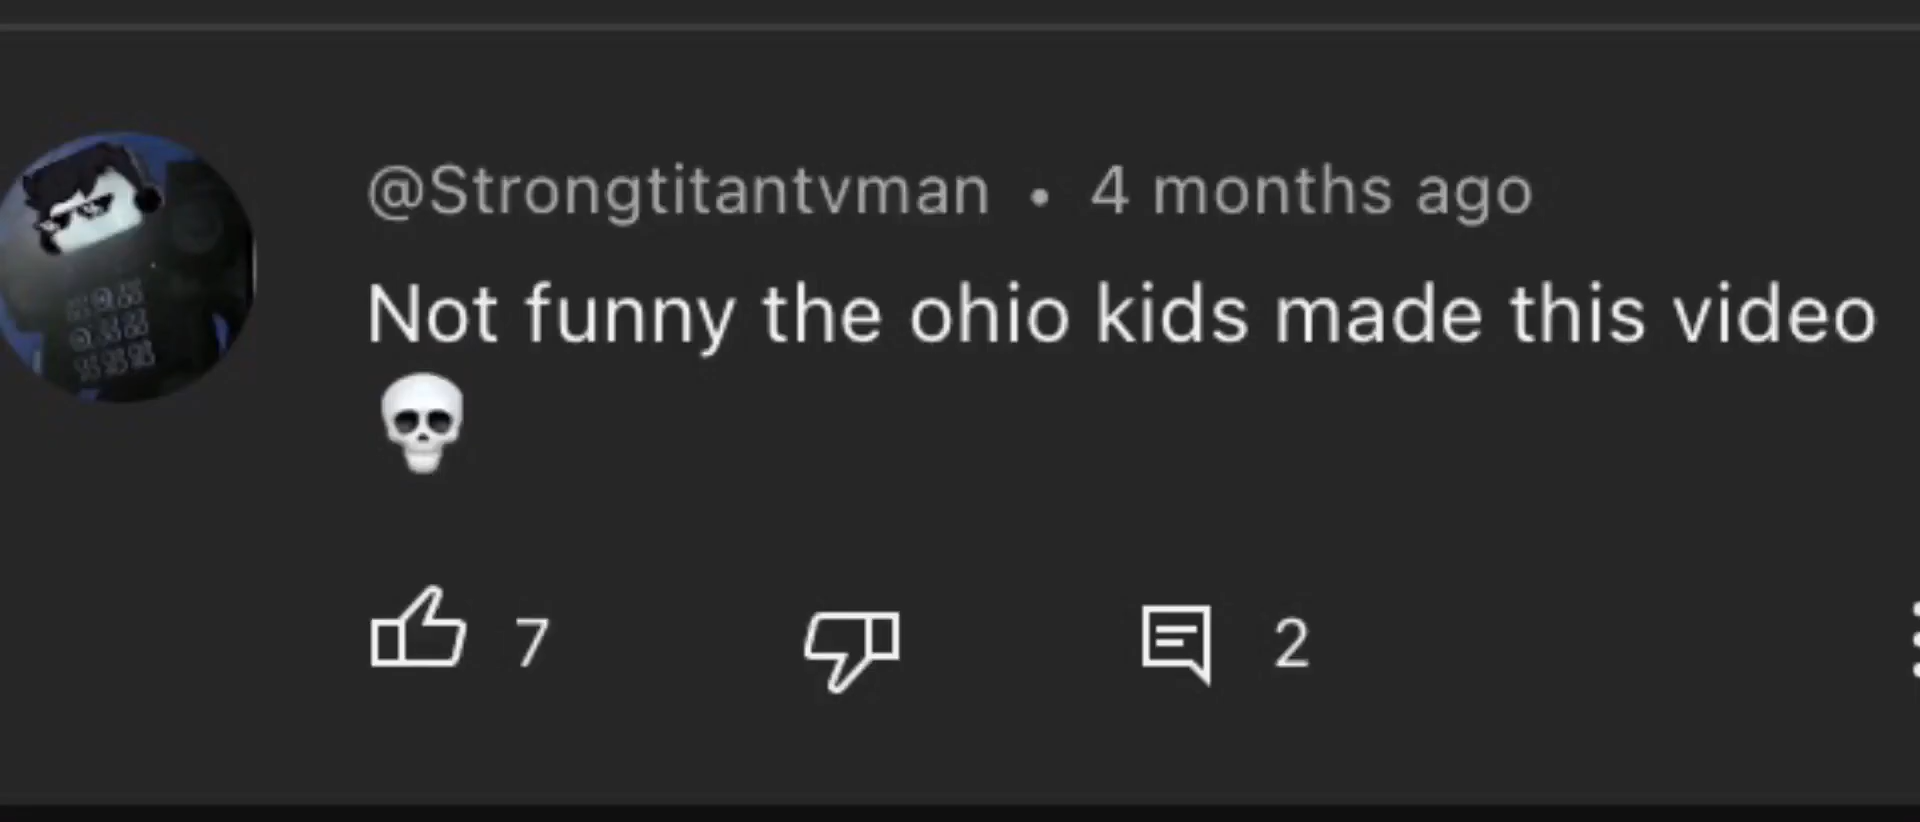 @Strongtitantvman • 4 months ago
Not funny the ohio kids made this video
💀
7 2